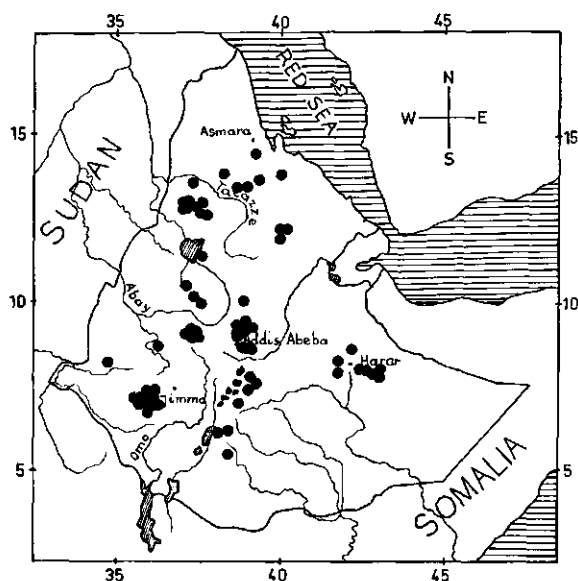 35
40
45
RED SEA
N
W E
S
15
Asmara
15
SUDAN
Tacazze
Abay
10
10
Addis Abeba
Harar
Jimma
Omo
5
5
SOMALIA
35
40
45